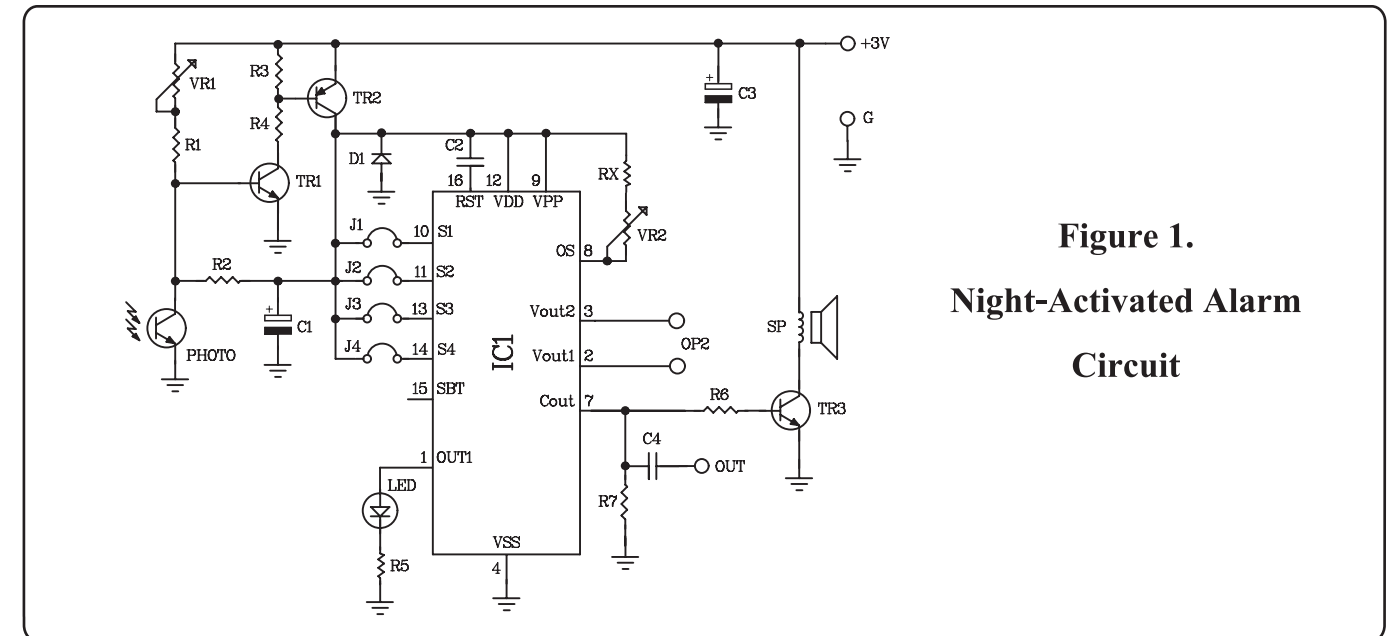 +3V
VR1
R3
TR2
+
C3
R4
G
R1
C2
D1
TR1
16 12 9
RX
RST VDD VPP
J1
10 S1
VR2
OS 8
R2
J2
11 S2
J3
13 S3
+
C1
Vout2 3
SP
PHOTO
OP2
J4
14 S4
IC1
Vout1 2
15 SBT
R6
Cout 7
TR3
C4
1 OUT1
OUT
LED
R7
VSS
R5
4
Figure 1.
Night-Activated Alarm
Circuit